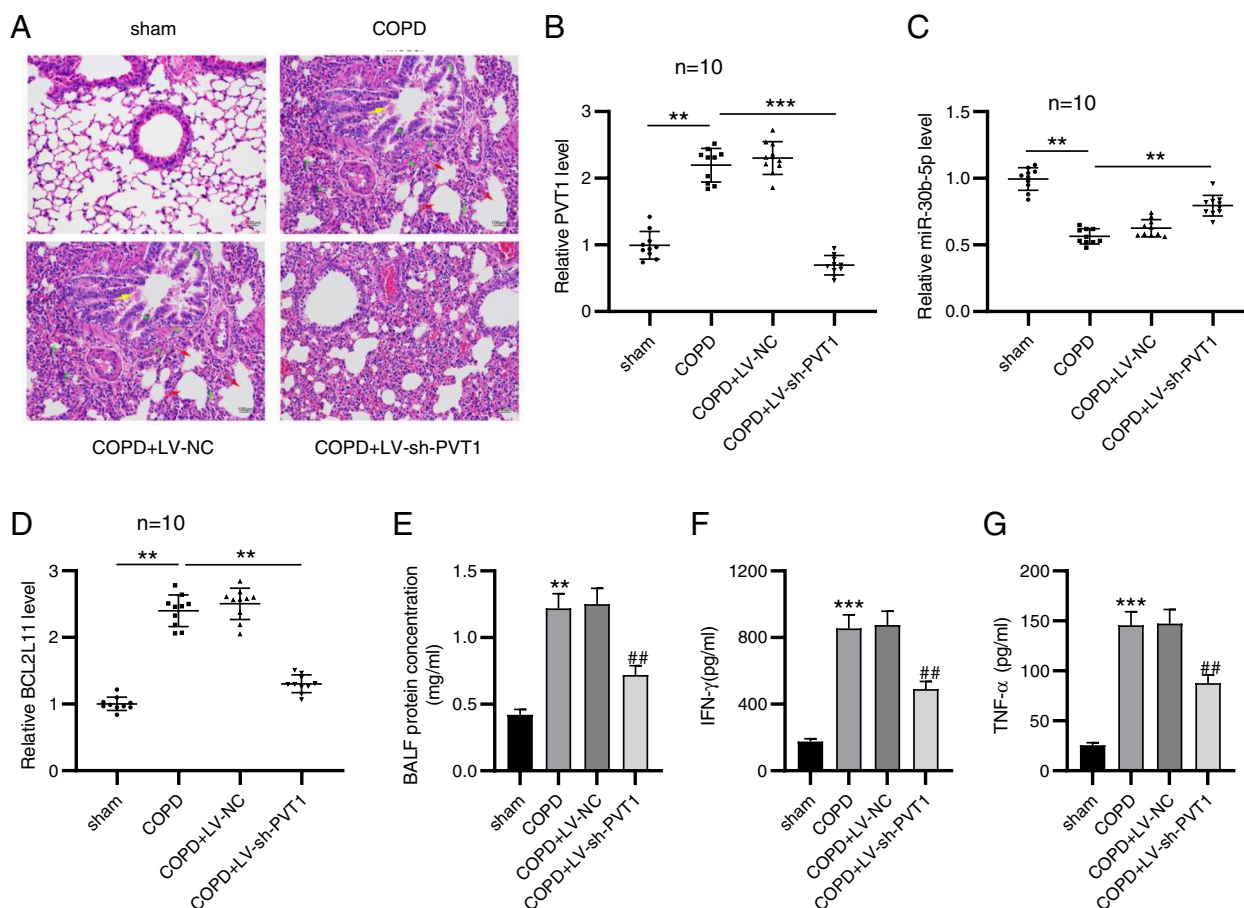 A
sham
COPD
COPD+LV-NC
COPD+LV-sh-PVT1
B
n=10
**
***
Relative PVT1 level
3
2
1
0
sham
COPD
COPD+LV-NC
COPD+LV-sh-PVT1
C
n=10
**
**
Relative miR-30b-5p level
1.5
1.0
0.5
0.0
sham
COPD
COPD+LV-NC
COPD+LV-sh-PVT1
D
n=10
**
**
Relative BCL2L11 level
3
2
1
0
sham
COPD
COPD+LV-NC
COPD+LV-sh-PVT1
E
BALF protein concentration
(mg/ml)
1.5
1.0
0.5
0.0
**
##
sham
COPD
COPD+LV-NC
COPD+LV-sh-PVT1
F
IFN-γ(pg/ml)
1200
800
400
0
***
##
sham
COPD
COPD+LV-NC
COPD+LV-sh-PVT1
G
TNF-α (pg/ml)
200
150
100
50
0
***
##
sham
COPD
COPD+LV-NC
COPD+LV-sh-PVT1